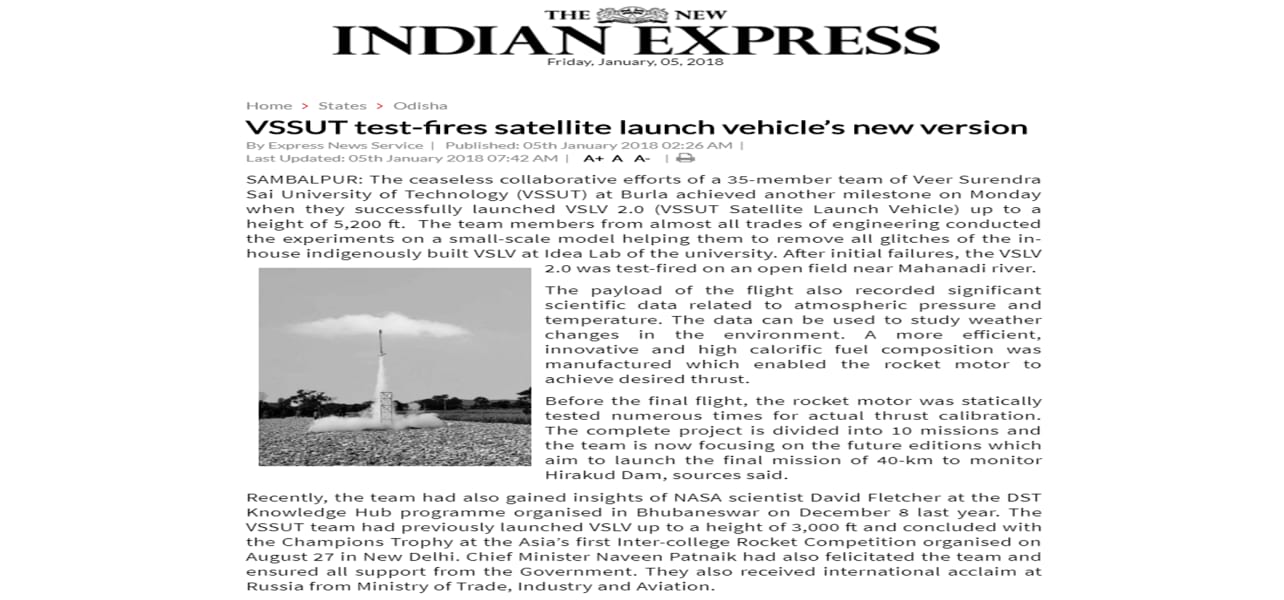 THE NEW
INDIAN EXPRESS
Friday, January, 05, 2018
Home > States > Odisha
VSSUT test-fires satellite launch vehicle’s new version
By Express News Service | Published: 05th January 2018 02:26 AM |
Last Updated: 05th January 2018 07:42 AM | A+ A A- |
SAMBALPUR: The ceaseless collaborative efforts of a 35-member team of Veer Surendra
Sai University of Technology (VSSUT) at Burla achieved another milestone on Monday
when they successfully launched VSLV 2.0 (VSSUT Satellite Launch Vehicle) up to a
height of 5,200 ft. The team members from almost all trades of engineering conducted
the experiments on a small-scale model helping them to remove all glitches of the in-
house indigenously built VSLV at Idea Lab of the university. After initial failures, the VSLV
2.0 was test-fired on an open field near Mahanadi river.
The payload of the flight also recorded significant
scientific data related to atmospheric pressure and
temperature. The data can be used to study weather
changes in the environment. A more efficient,
innovative and high calorific fuel composition was
manufactured which enabled the rocket motor to
achieve desired thrust.
Before the final flight, the rocket motor was statically
tested numerous times for actual thrust calibration.
The complete project is divided into 10 missions and
the team is now focusing on the future editions which
aim to launch the final mission of 40-km to monitor
Hirakud Dam, sources said.
Recently, the team had also gained insights of NASA scientist David Fletcher at the DST
Knowledge Hub programme organised in Bhubaneswar on December 8 last year. The
VSSUT team had previously launched VSLV up to a height of 3,000 ft and concluded with
the Champions Trophy at the Asia’s first Inter-college Rocket Competition organised on
August 27 in New Delhi. Chief Minister Naveen Patnaik had also felicitated the team and
ensured all support from the Government. They also received international acclaim at
Russia from Ministry of Trade, Industry and Aviation.